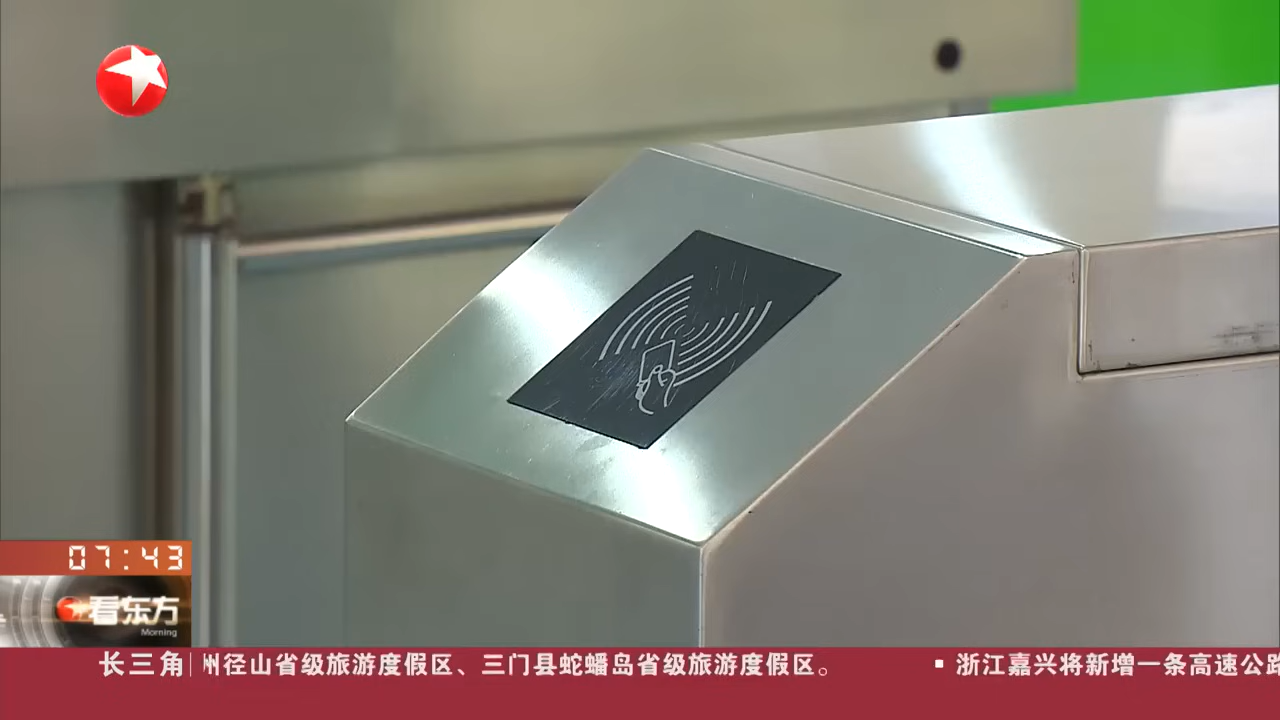 07:43
看东方
Morning
长三角 州径山省级旅游度假区、三门县蛇蟠岛省级旅游度假区。 ▪ 浙江嘉兴将新增一条高速公路